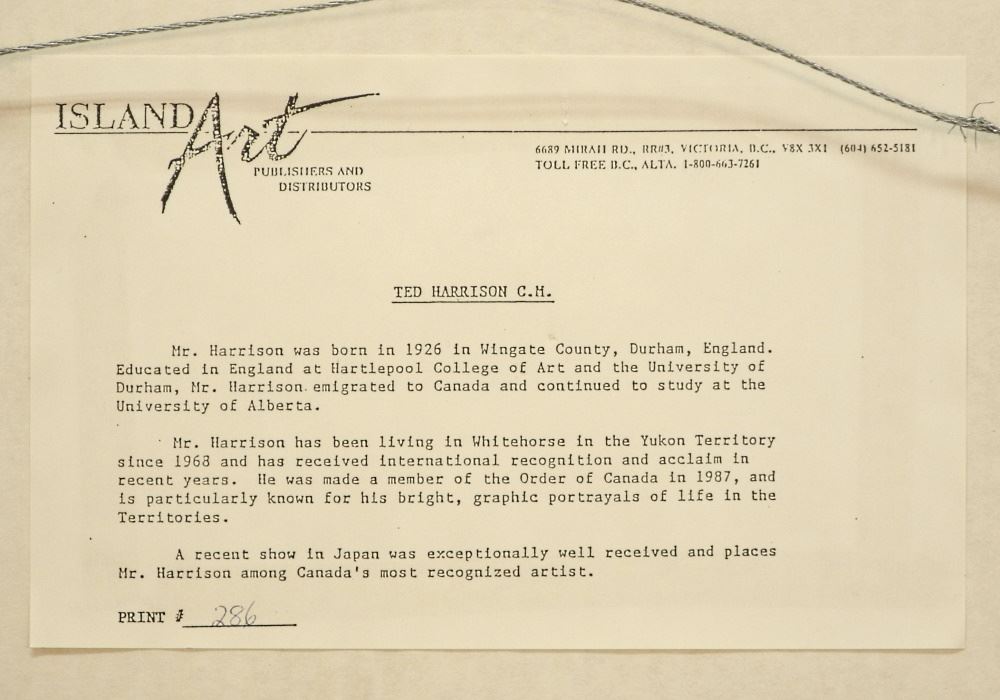 ISLAND Art
PUBLISHERS AND
DISTRIBUTORS
6689 MIRAH RD., RR#3, VICTORIA, B.C., V8X 3X1 (604) 652-5181
TOLL FREE B.C., ALTA. 1-800-663-7261
TED HARRISON C.M.
Mr. Harrison was born in 1926 in Wingate County, Durham, England.
Educated in England at Hartlepool College of Art and the University of
Durham, Mr. Harrison emigrated to Canada and continued to study at the
University of Alberta.
Mr. Harrison has been living in Whitehorse in the Yukon Territory
since 1968 and has received international recognition and acclaim in
recent years. He was made a member of the Order of Canada in 1987, and
is particularly known for his bright, graphic portrayals of life in the
Territories.
A recent show in Japan was exceptionally well received and places
Mr. Harrison among Canada's most recognized artist.
PRINT # 286